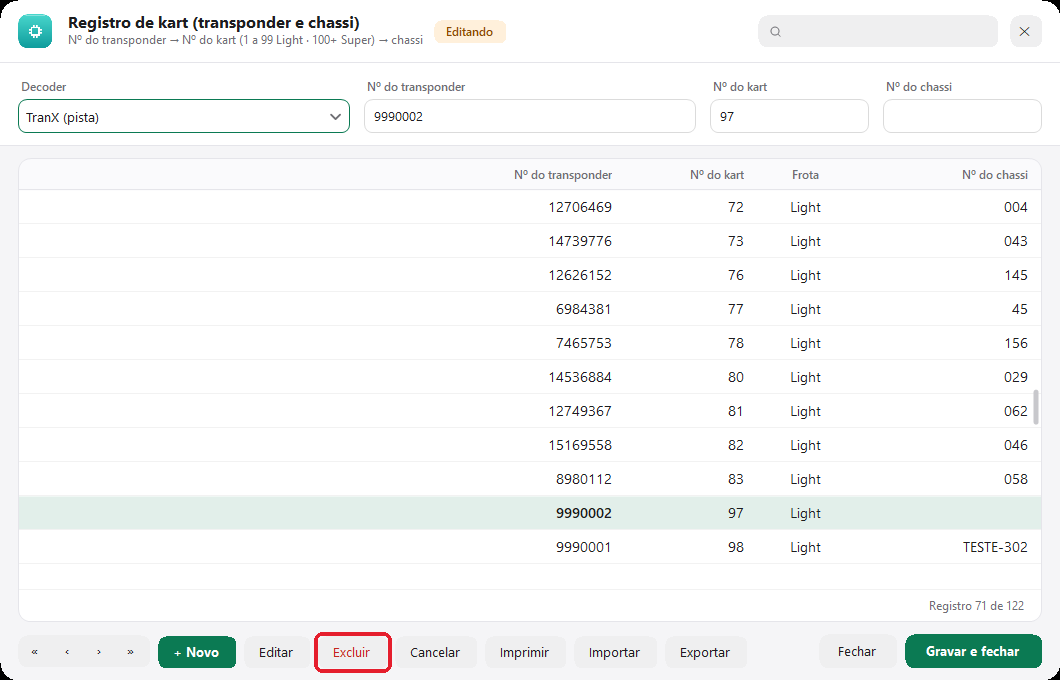 Registro de kart (transponder e chassi)
Nº do transponder → Nº do kart (1 a 99 Light · 100+ Super) → chassi
Editando
Decoder
Nº do transponder
Nº do kart
Nº do chassi
TranX (pista)
9990002
97
Nº do transponder Nº do kart Frota Nº do chassi
12706469 72 Light 004
14739776 73 Light 043
12626152 76 Light 145
6984381 77 Light 45
7465753 78 Light 156
14536884 80 Light 029
12749367 81 Light 062
15169558 82 Light 046
8980112 83 Light 058
9990002 97 Light
9990001 98 Light TESTE-302
Registro 71 de 122
« ‹ › » + Novo Editar Excluir Cancelar Imprimir Importar Exportar Fechar Gravar e fechar